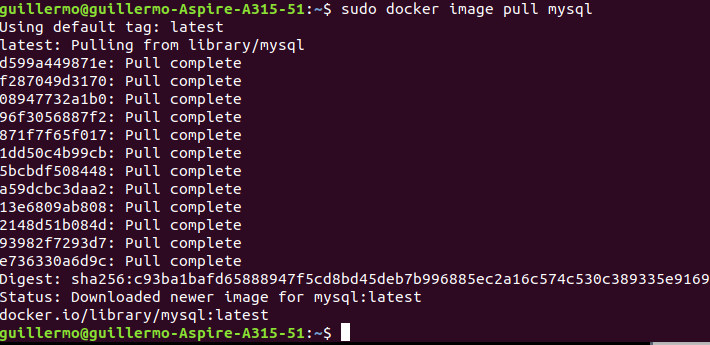 guillermo@guillermo-Aspire-A315-51:~$ sudo docker image pull mysql
Using default tag: latest
latest: Pulling from library/mysql
d599a449871e: Pull complete
f287049d3170: Pull complete
08947732a1b0: Pull complete
96f3056887f2: Pull complete
871f7f65f017: Pull complete
1dd50c4b99cb: Pull complete
5bcbdf508448: Pull complete
a59dcbc3daa2: Pull complete
13e6809ab808: Pull complete
2148d51b084d: Pull complete
93982f7293d7: Pull complete
e736330a6d9c: Pull complete
Digest: sha256:c93ba1bafd65888947f5cd8bd45deb7b996885ec2a16c574c530c389335e9169
Status: Downloaded newer image for mysql:latest
docker.io/library/mysql:latest
guillermo@guillermo-Aspire-A315-51:~$